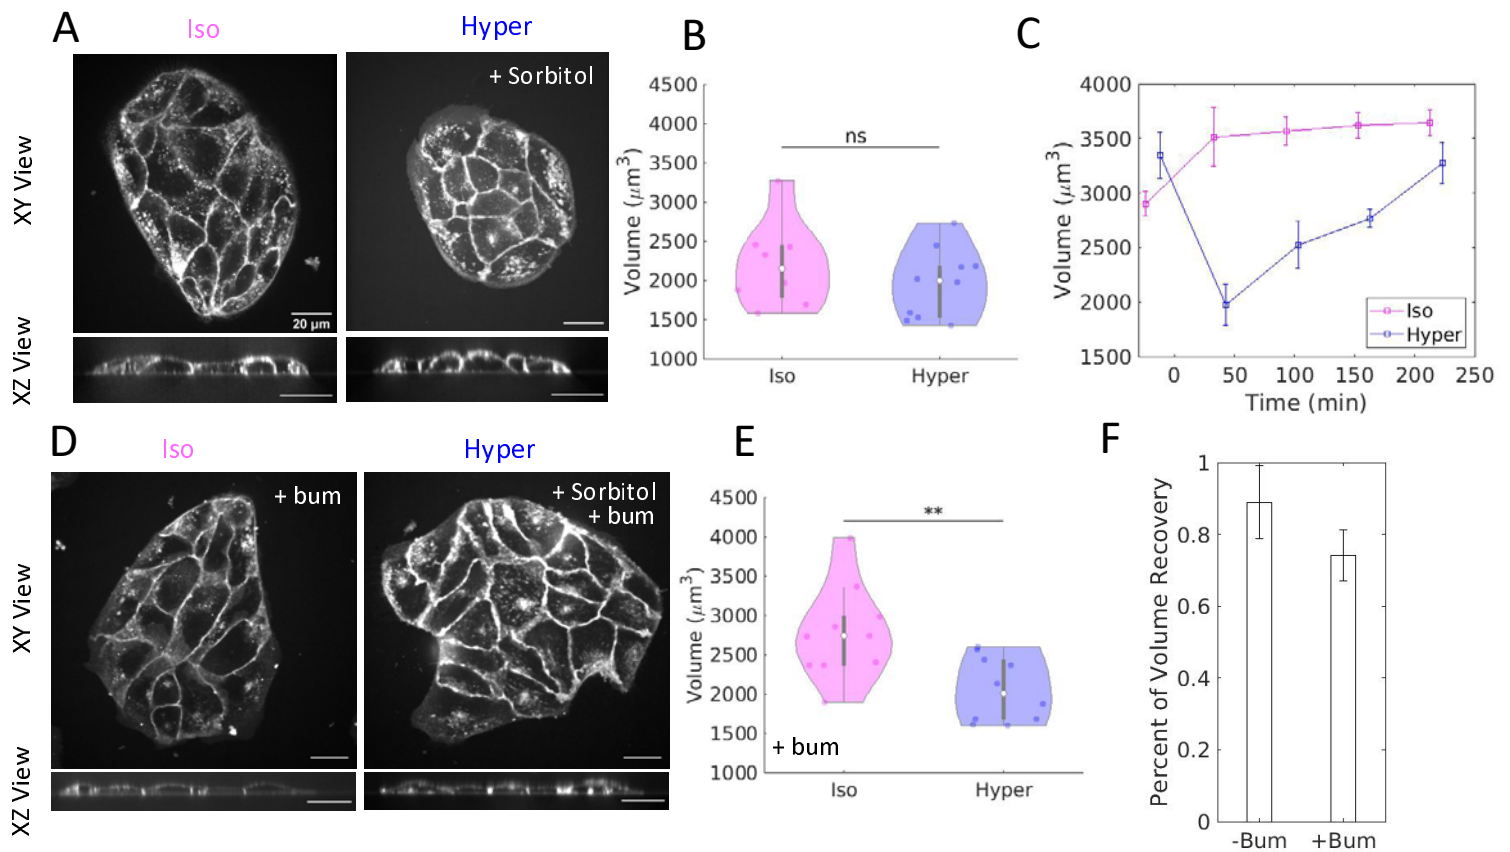 A
Iso
Hyper
+ Sorbitol
XY View
20 µm
XZ View
B
4500
4000
3500
3000
2500
2000
1500
1000
Volume (μm³)
ns
Iso
Hyper
C
4000
3500
3000
2500
2000
1500
Volume (μm³)
Iso
Hyper
0
50
100
150
200
250
Time (min)
D
Iso
Hyper
+ bum
+ Sorbitol
+ bum
XY View
XZ View
E
4500
4000
3500
3000
2500
2000
1500
1000
Volume (μm³)
**
+ bum
Iso
Hyper
F
1
0.8
0.6
0.4
0.2
0
Percent of Volume Recovery
-Bum
+Bum